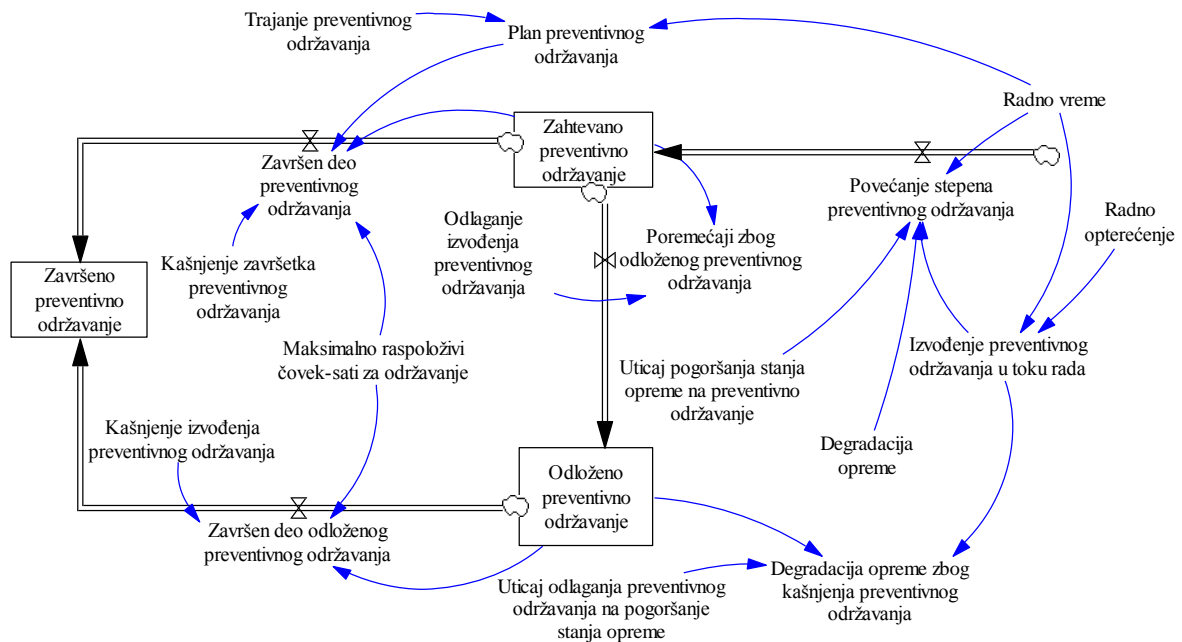 Trajanje preventivnog
održavanja
Plan preventivnog
održavanja
Radno vreme
Zahtevano
preventivno
održavanje
Završen deo
preventivnog
održavanja
Povećanje stepena
preventivnog održavanja
Radno
opterećenje
Odlaganje
izvođenja
preventivnog
održavanja
Poremećaji zbog
odloženog preventivnog
održavanja
Kašnjenje završetka
preventivnog
održavanja
Završeno
preventivno
održavanje
Maksimalno raspoloživi
čovek-sati za održavanje
Izvođenje preventivnog
održavanja u toku rada
Uticaj pogoršanja stanja
opreme na preventivno
održavanje
Kašnjenje izvođenja
preventivnog održavanja
Degradacija
opreme
Odloženo
preventivno
održavanje
Završen deo odloženog
preventivnog održavanja
Uticaj odlaganja preventivnog
održavanja na pogoršanje
stanja opreme
Degradacija opreme zbog
kašnjenja preventivnog
održavanja